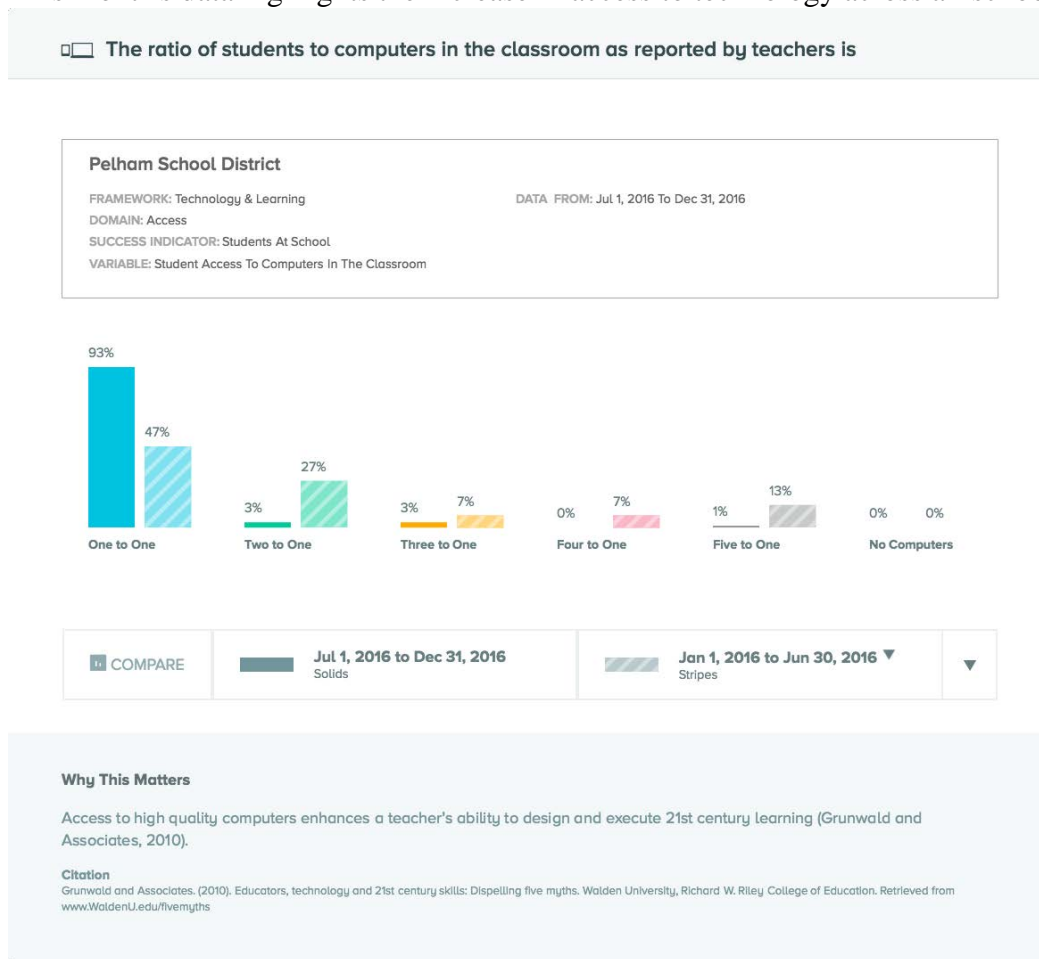 The ratio of students to computers in the classroom as reported by teachers is
Pelham School District
FRAMEWORK: Technology & Learning
DATA FROM: Jul 1, 2016 To Dec 31, 2016
DOMAIN: Access
SUCCESS INDICATOR: Students At School
VARIABLE: Student Access To Computers In The Classroom
93%
47%
3%
27%
3%
7%
0%
7%
1%
13%
0%
0%
One to One
Two to One
Three to One
Four to One
Five to One
No Computers
COMPARE
Jul 1, 2016 to Dec 31, 2016
Solids
Jan 1, 2016 to Jun 30, 2016
Stripes
Why This Matters
Access to high quality computers enhances a teacher's ability to design and execute 21st century learning (Grunwald and
Associates, 2010).
Citation
Grunwald and Associates. (2010). Educators, technology and 21st century skills: Dispelling five myths. Walden University, Richard W. Riley College of Education. Retrieved from
www.WaldenU.edu/fivemyths